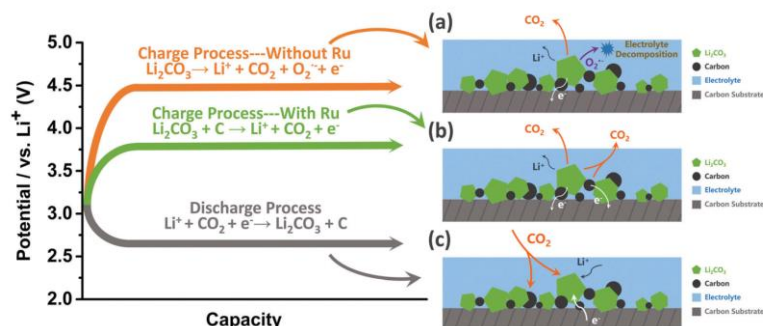 Potential / vs. Li⁺ (V)
5.0
4.5
4.0
3.5
3.0
2.5
2.0
Capacity
Charge Process---Without Ru
Li₂CO₃→ Li⁺ + CO₂ + O₂·⁻+ e⁻
Charge Process---With Ru
Li₂CO₃ + C → Li⁺ + CO₂ + e⁻
Discharge Process
Li⁺ + CO₂ + e⁻→ Li₂CO₃ + C
(a)
CO₂
Electrolyte
Decomposition
Li⁺
O₂·⁻
e⁻
Li₂CO₃
Carbon
Electrolyte
Carbon Substrate
(b)
CO₂
CO₂
Li⁺
e⁻
e⁻
Li₂CO₃
Carbon
Electrolyte
Carbon Substrate
(c)
CO₂
Li⁺
e⁻
Li₂CO₃
Carbon
Electrolyte
Carbon Substrate